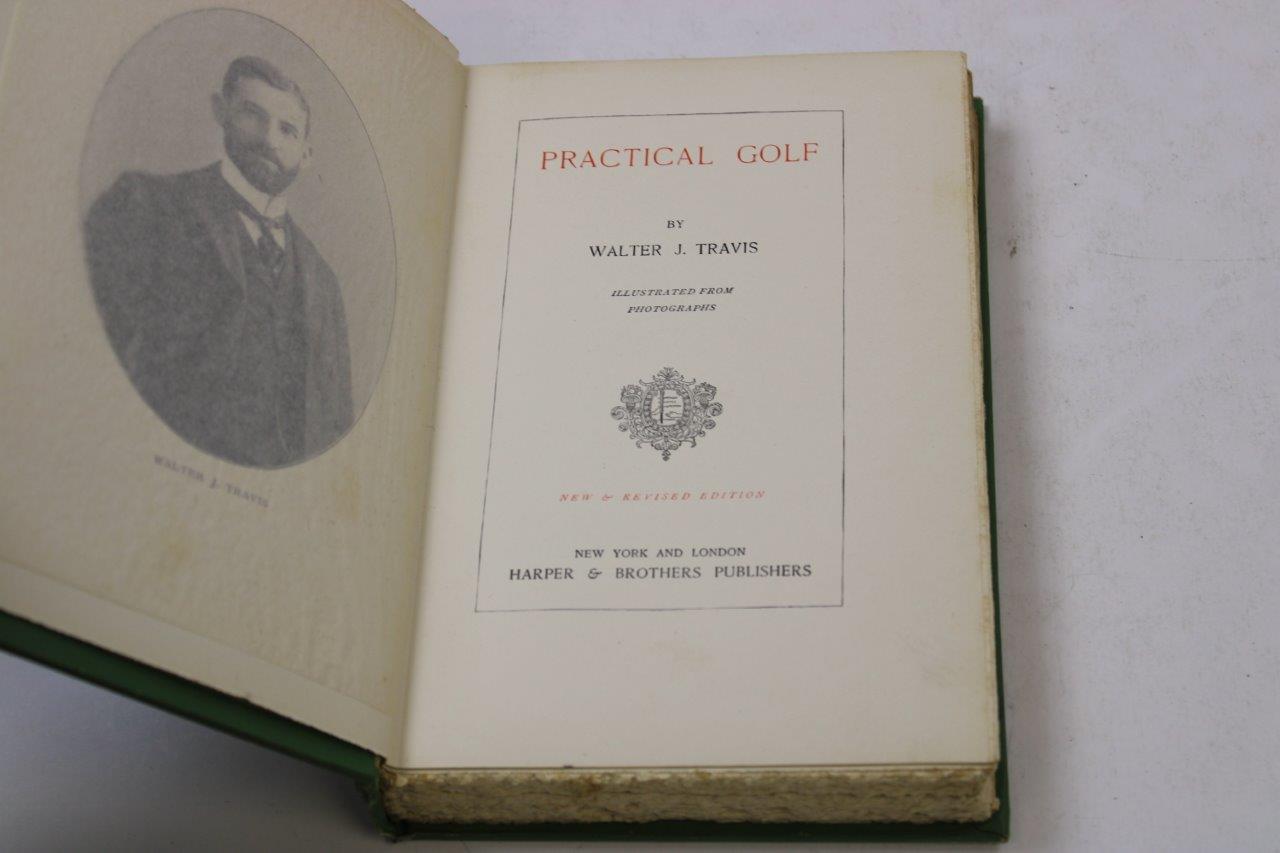 WALTER J. TRAVIS
PRACTICAL GOLF
BY
WALTER J. TRAVIS
ILLUSTRATED FROM
PHOTOGRAPHS
NEW & REVISED EDITION
NEW YORK AND LONDON
HARPER & BROTHERS PUBLISHERS